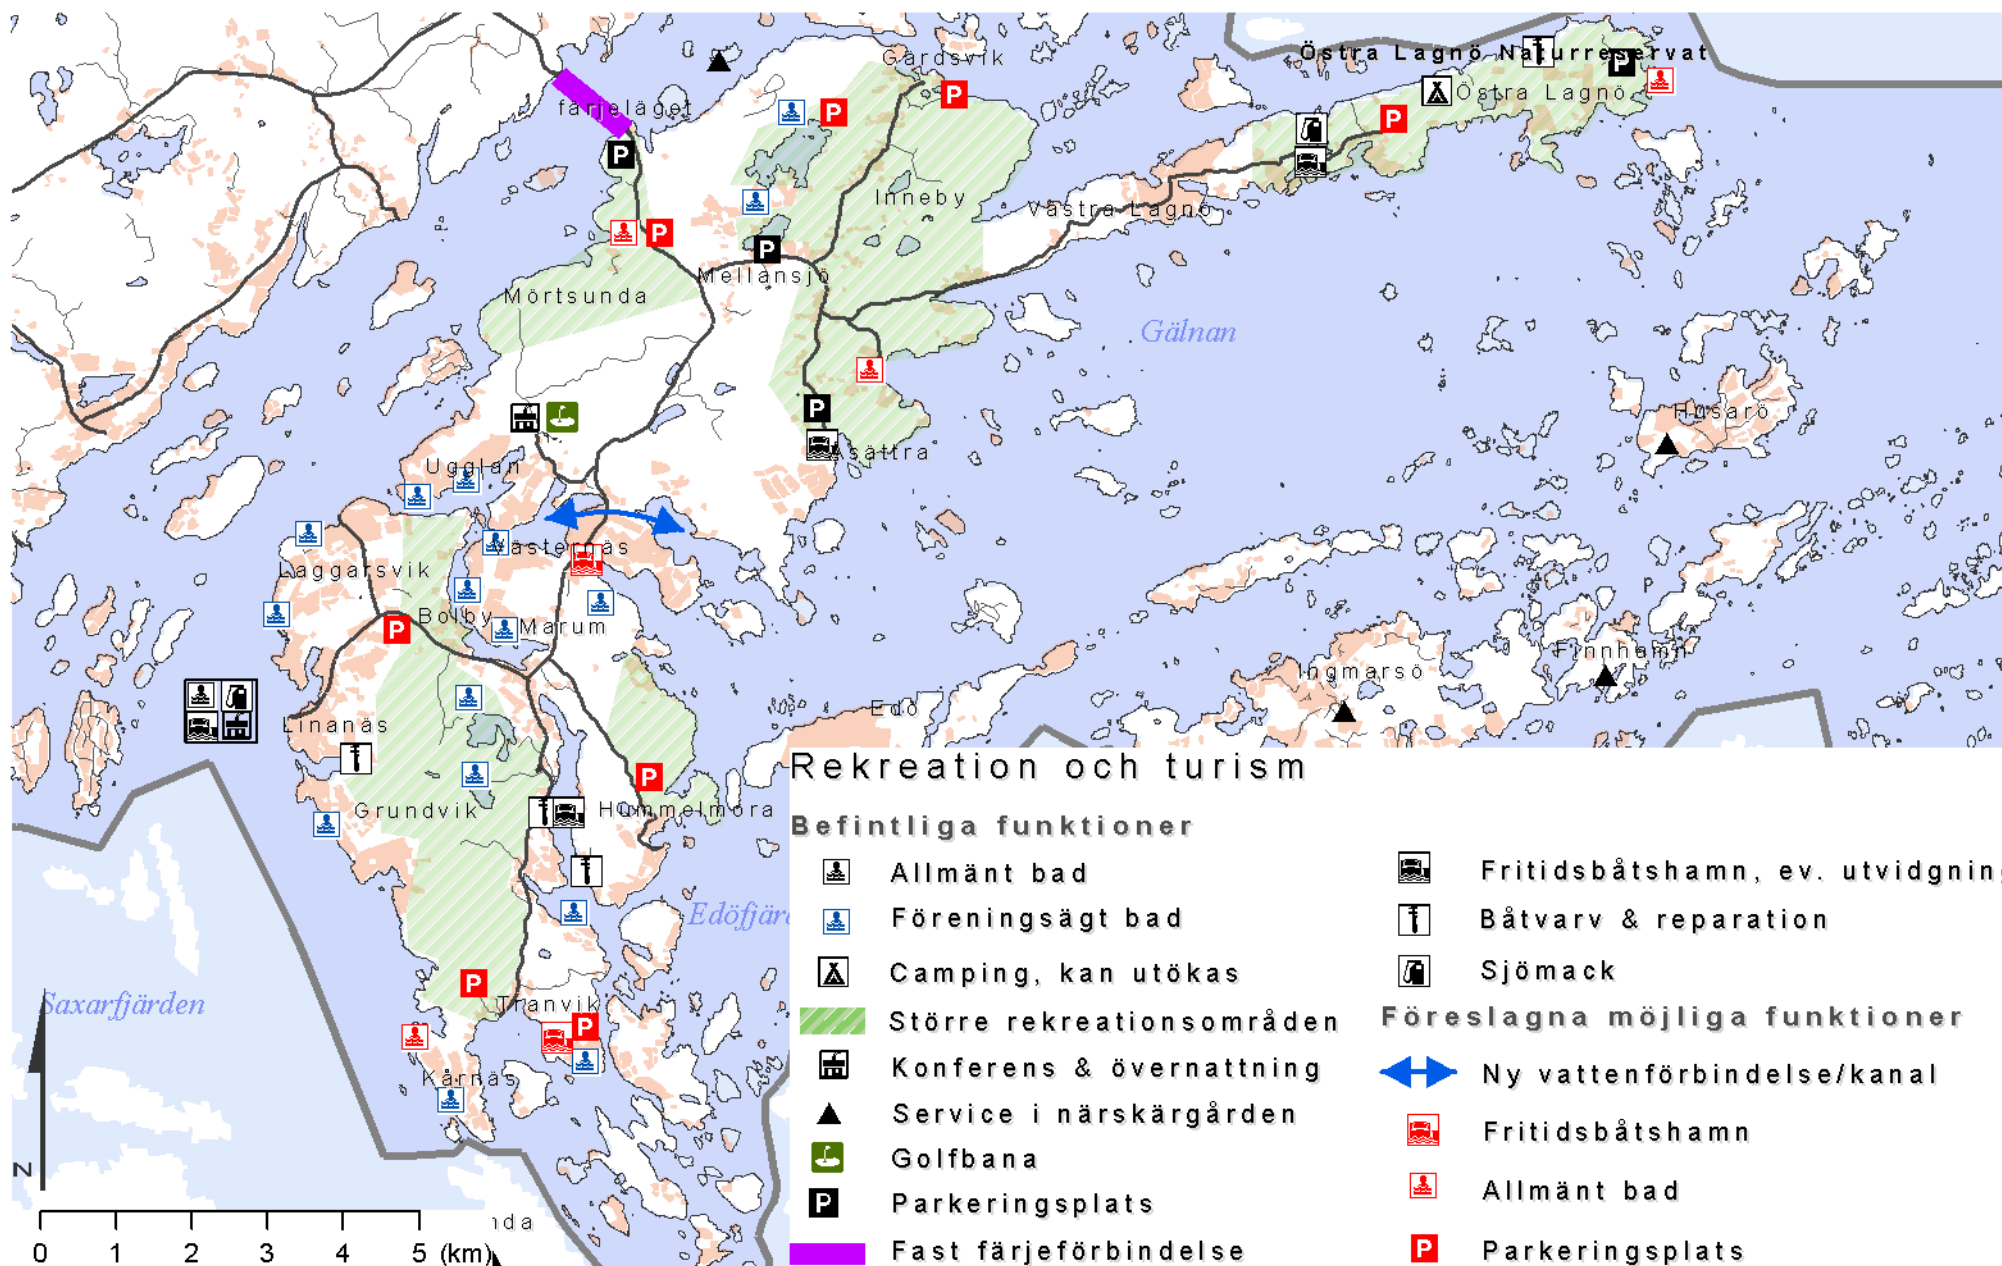 Gårdsvik
Östra Lagnö Naturreservat
färjeläget
Östra Lagnö
Inneby
Västra Lagnö
Mellansjö
Mörtsunda
Gälnan
Husarö
Åsättra
Ugglan
Västernäs
Laggarsvik
Bolby
Marum
Finnhamn
Ingmarsö
Edö
Linanäs
Grundvik
Hummelmora
Edöfjär
Saxarfjärden
Tranvik
Kårnäs
N
0 1 2 3 4 5 (km)
nda
Rekreation och turism
Befintliga funktioner
Allmänt bad
Föreningsägt bad
Camping, kan utökas
Större rekreationsområden
Konferens & övernattning
Service i närskärgården
Golfbana
P Parkeringsplats
Fast färjeförbindelse
Fritidsbåtshamn, ev. utvidgning
Båtvarv & reparation
Sjömack
Föreslagna möjliga funktioner
Ny vattenförbindelse/kanal
Fritidsbåtshamn
Allmänt bad
P Parkeringsplats